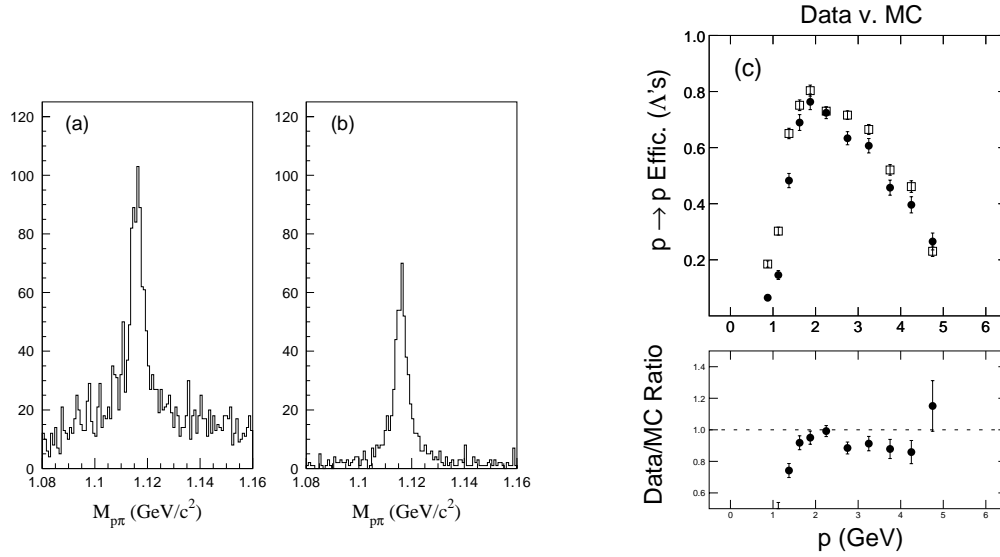 (a)
120
100
80
60
40
20
0
1.08 1.1 1.12 1.14 1.16
M_pπ (GeV/c²)
(b)
120
100
80
60
40
20
0
1.08 1.1 1.12 1.14 1.16
M_pπ (GeV/c²)
Data v. MC
(c)
p → p Effic. (Λ's)
1.0
0.8
0.6
0.4
0.2
0 1 2 3 4 5 6
Data/MC Ratio
1.4
1.2
1.0
0.8
0.6
0 1 2 3 4 5 6
p (GeV)